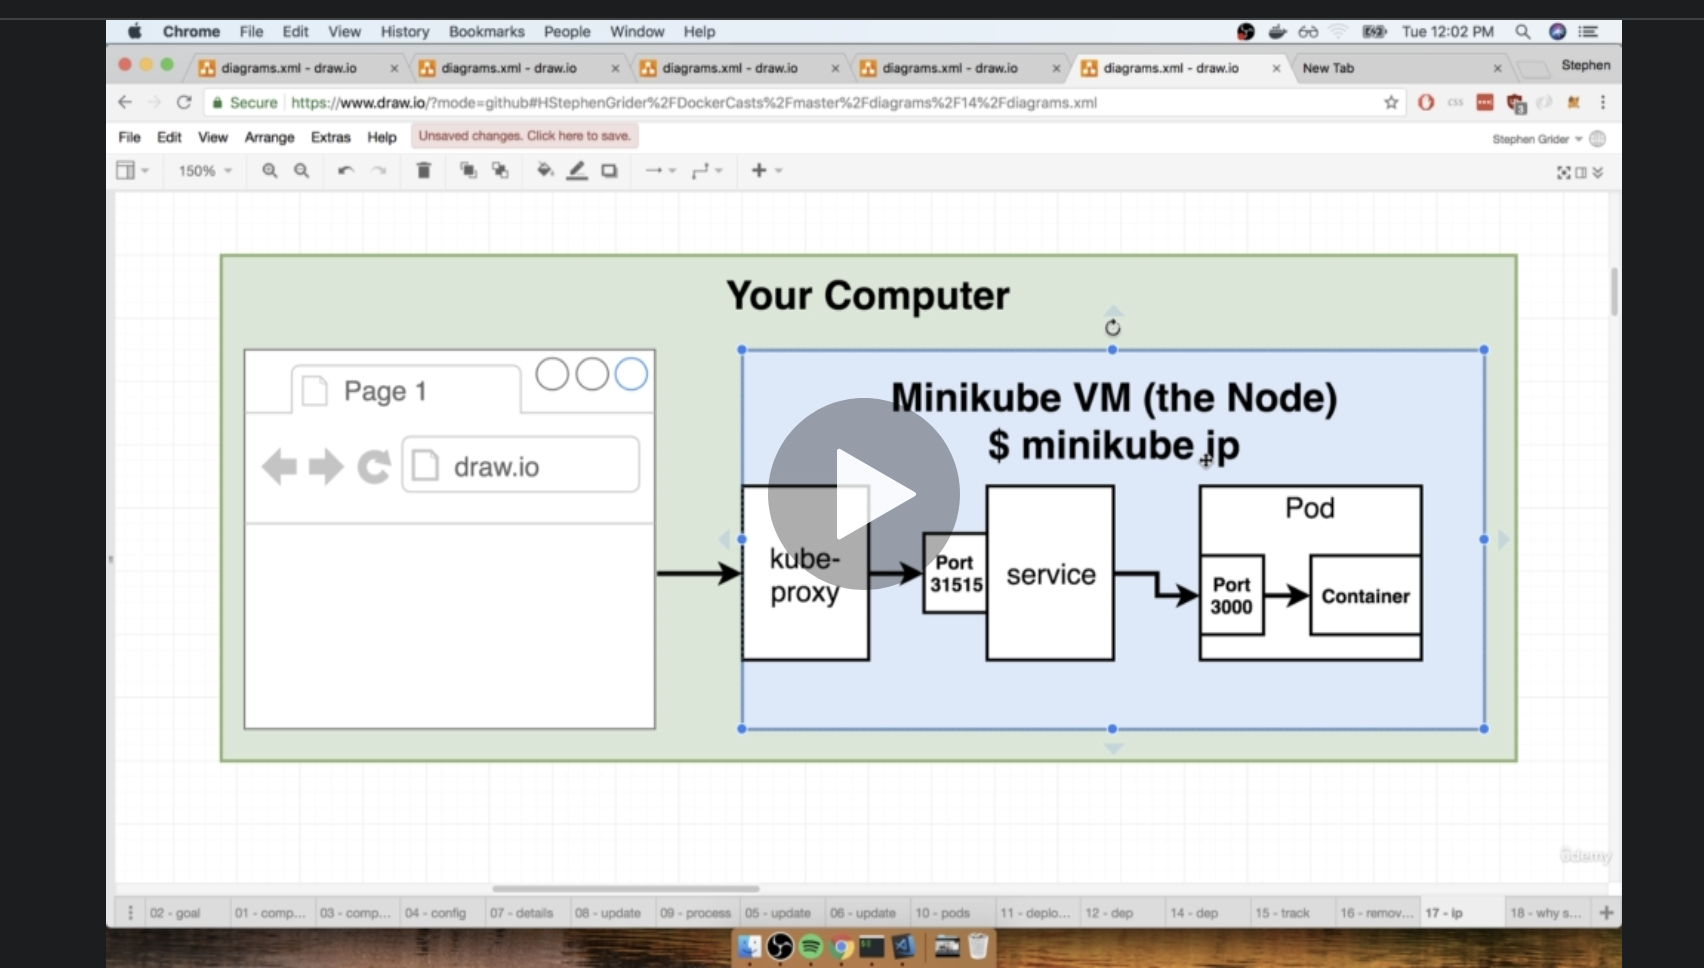 Chrome File Edit View History Bookmarks People Window Help Tue 12:02 PM
diagrams.xml - draw.io diagrams.xml - draw.io diagrams.xml - draw.io diagrams.xml - draw.io diagrams.xml - draw.io New Tab Stephen
Secure https://www.draw.io/?mode=github#HStephenGrider%2FDockerCasts%2Fmaster%2Fdiagrams%2F14%2Fdiagrams.xml
File Edit View Arrange Extras Help Unsaved changes. Click here to save. Stephen Grider
150%
Your Computer
Page 1
draw.io
Minikube VM (the Node)
$ minikube ip
kube-
proxy
Port
31515
service
Pod
Port
3000
Container
ûdemy
02 - goal 01 - comp... 03 - comp... 04 - config 07 - details 08 - update 09 - process 05 - update 06 - update 10 - pods 11 - deplo... 12 - dep 14 - dep 15 - track 16 - remov... 17 - ip 18 - why s...